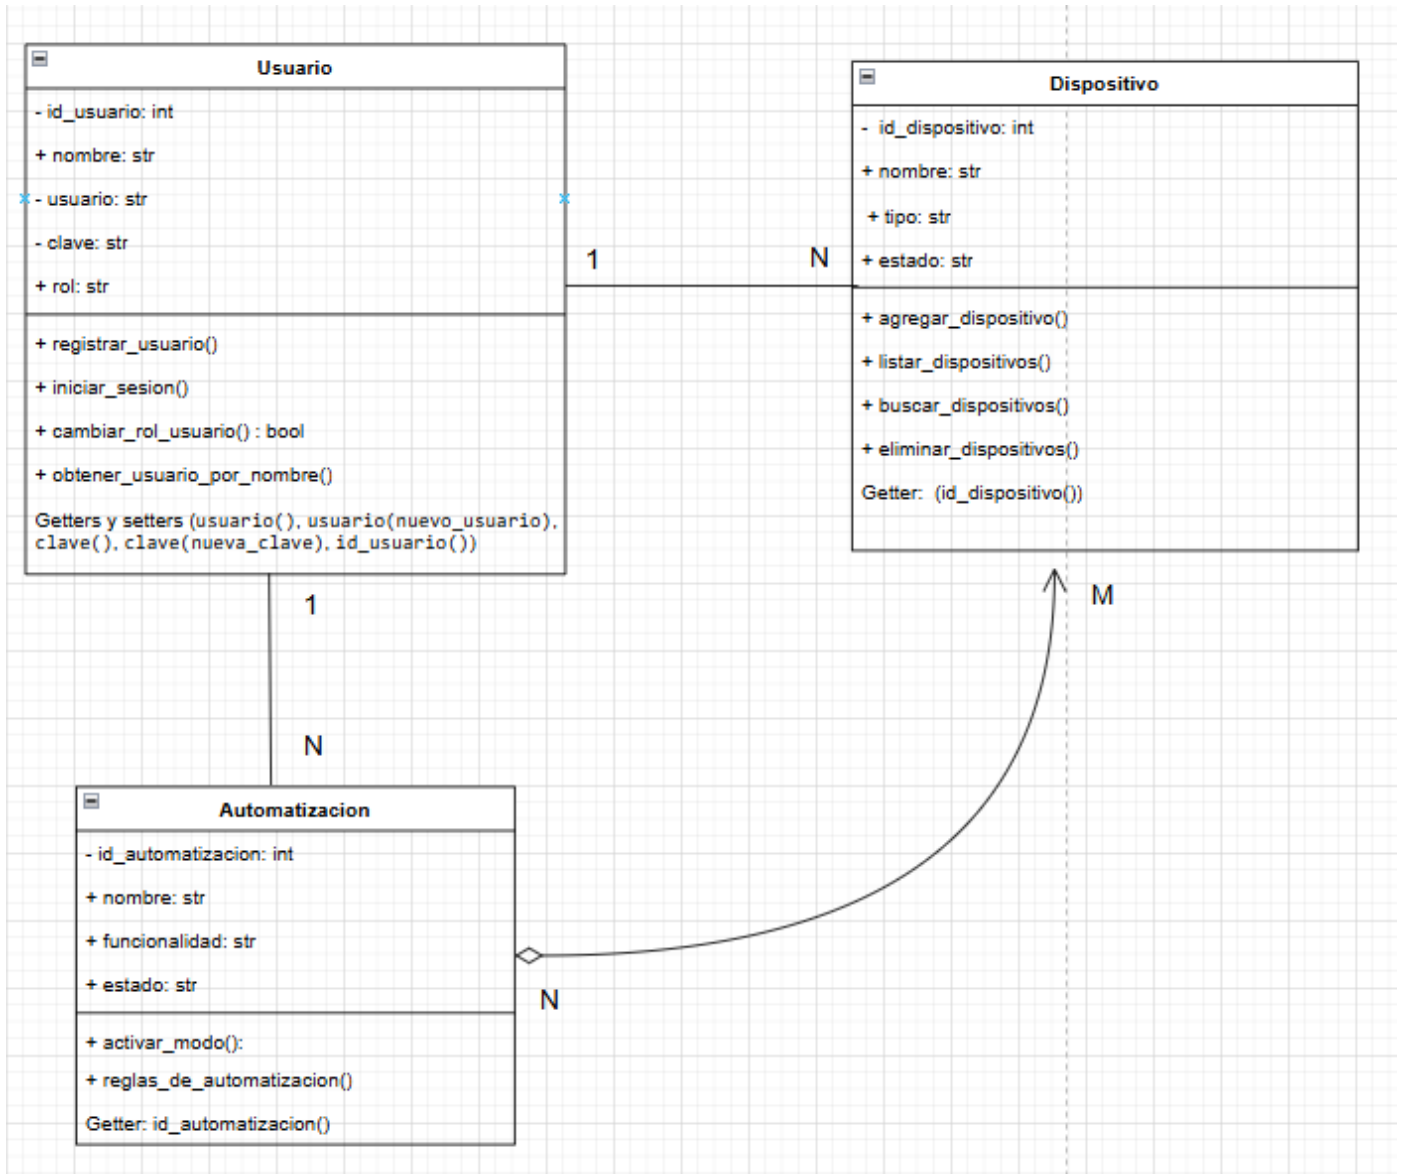 Usuario
- id_usuario: int
+ nombre: str
- usuario: str
- clave: str
+ rol: str
+ registrar_usuario()
+ iniciar_sesion()
+ cambiar_rol_usuario() : bool
+ obtener_usuario_por_nombre()
Getters y setters (usuario(), usuario(nuevo_usuario),
clave(), clave(nueva_clave), id_usuario())
1
N
Dispositivo
- id_dispositivo: int
+ nombre: str
+ tipo: str
+ estado: str
+ agregar_dispositivo()
+ listar_dispositivos()
+ buscar_dispositivos()
+ eliminar_dispositivos()
Getter: (id_dispositivo())
1
M
N
Automatizacion
- id_automatizacion: int
+ nombre: str
+ funcionalidad: str
+ estado: str
+ activar_modo():
+ reglas_de_automatizacion()
Getter: id_automatizacion()
N